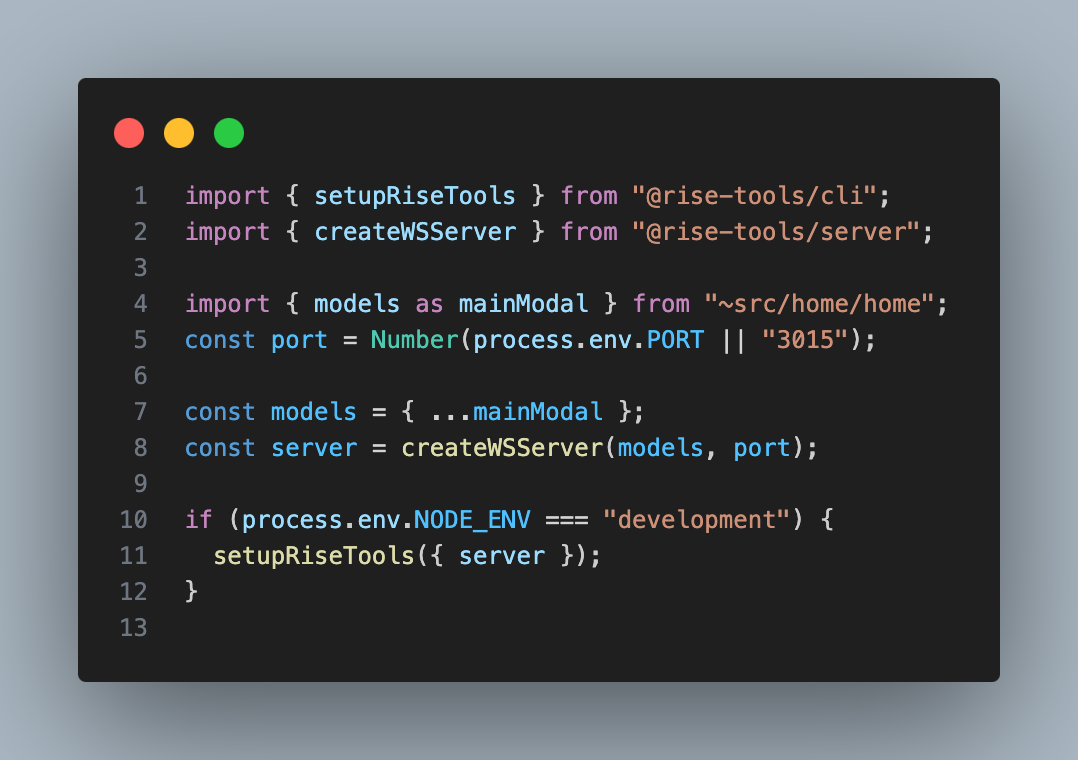 1 import { setupRiseTools } from "@rise-tools/cli";
2 import { createWSServer } from "@rise-tools/server";
3
4 import { models as mainModal } from "~src/home/home";
5 const port = Number(process.env.PORT || "3015");
6
7 const models = { ...mainModal };
8 const server = createWSServer(models, port);
9
10 if (process.env.NODE_ENV === "development") {
11   setupRiseTools({ server });
12 }
13